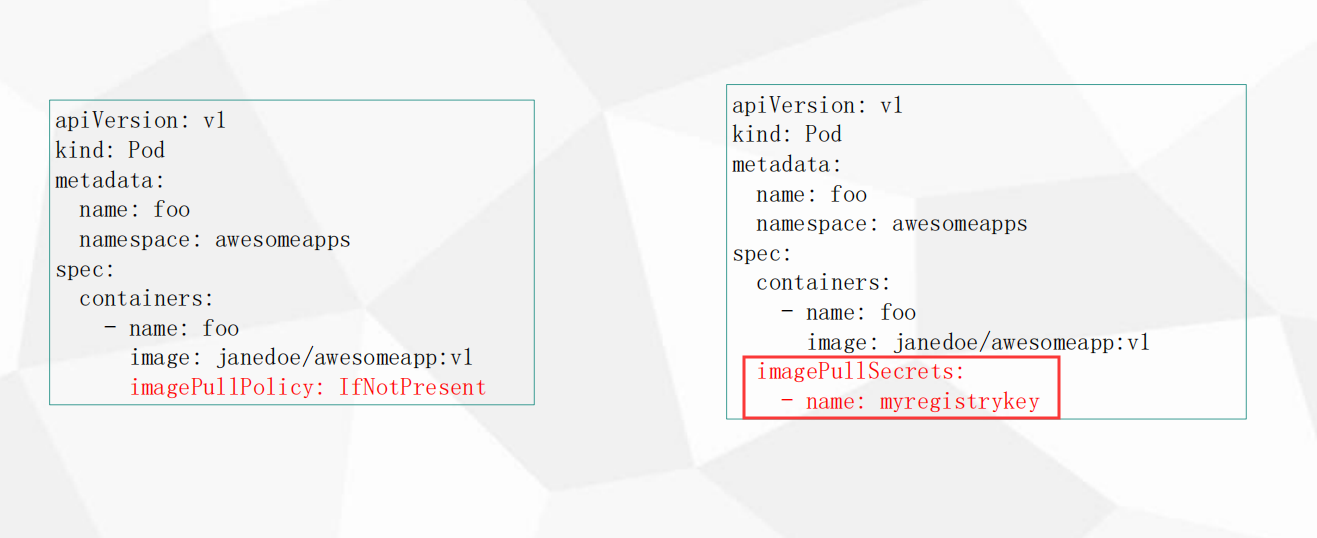 apiVersion: v1
kind: Pod
metadata:
  name: foo
  namespace: awesomeapps
spec:
  containers:
    - name: foo
      image: janedoe/awesomeapp:v1
      imagePullPolicy: IfNotPresent
apiVersion: v1
kind: Pod
metadata:
  name: foo
  namespace: awesomeapps
spec:
  containers:
    - name: foo
      image: janedoe/awesomeapp:v1
  imagePullSecrets:
    - name: myregistrykey